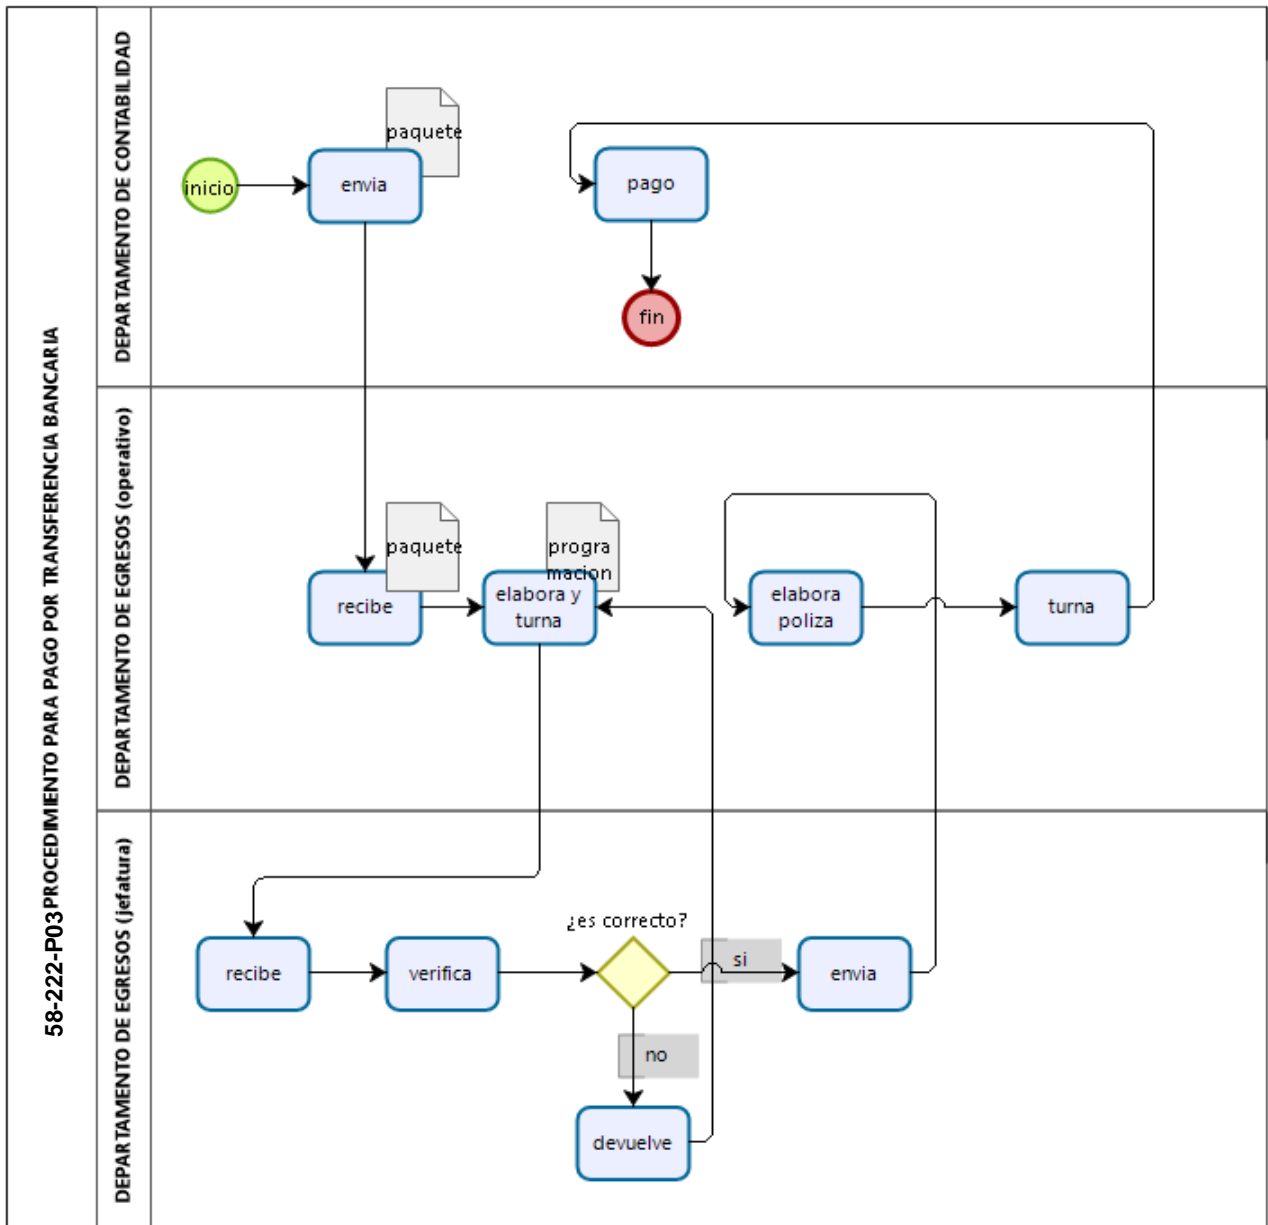 58-222-P03 PROCEDIMIENTO PARA PAGO POR TRANSFERENCIA BANCARIA
DEPARTAMENTO DE CONTABILIDAD
inicio
envia
paquete
pago
fin
DEPARTAMENTO DE EGRESOS (operativo)
recibe
paquete
elabora y
turna
progra
macion
elabora
poliza
turna
DEPARTAMENTO DE EGRESOS (jefatura)
recibe
verifica
¿es correcto?
si
envia
no
devuelve